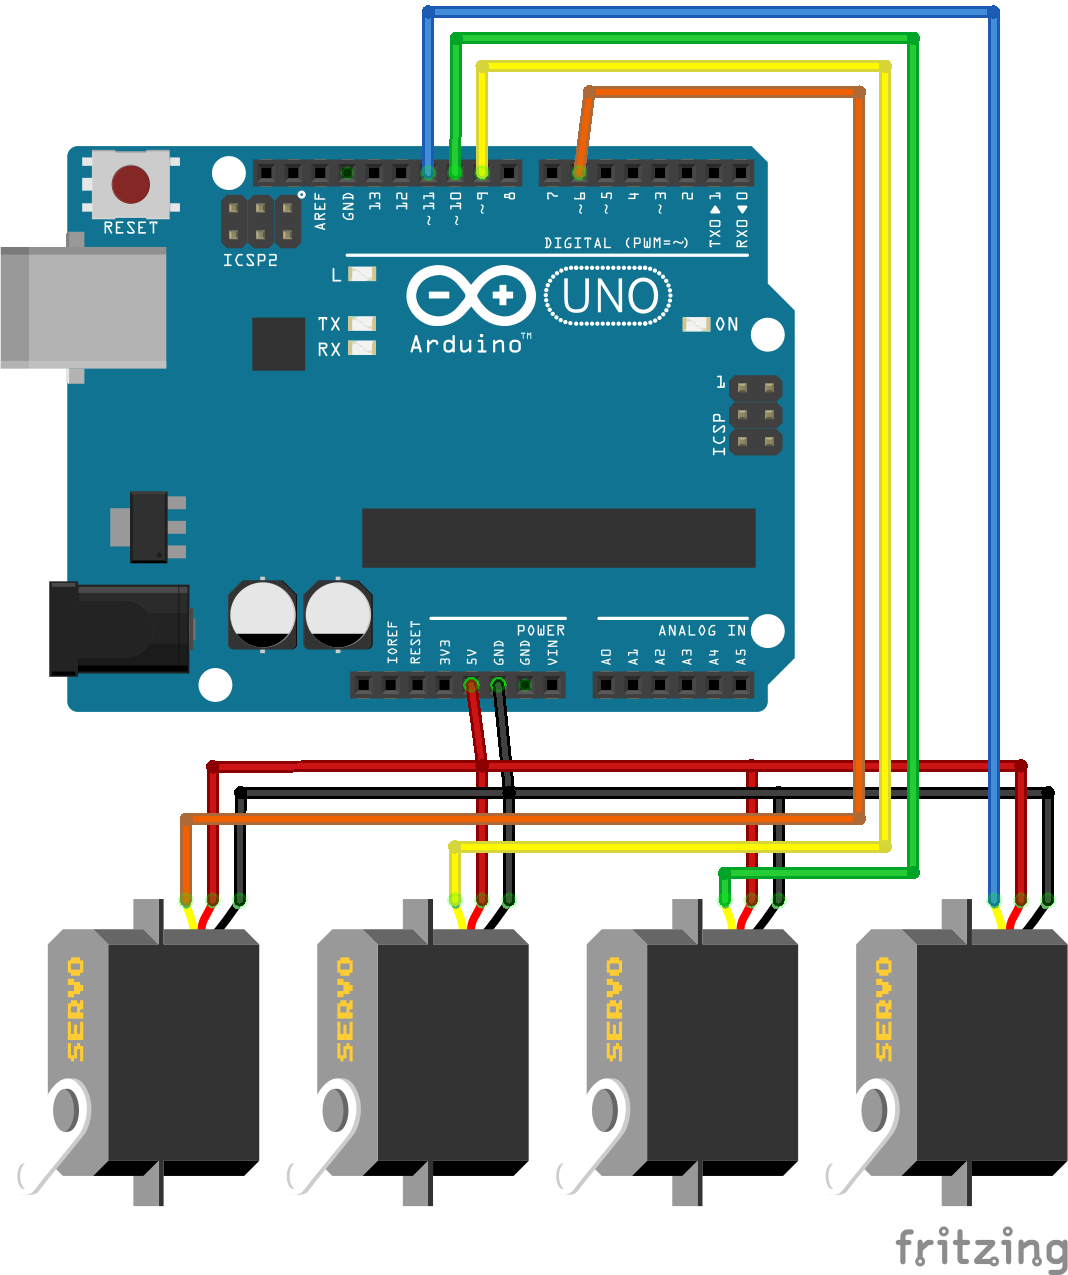 RESET
ICSP2
AREF
GND
13
12
~11
~10
~9
8
7
~6
~5
4
~3
2
TX0▶1
RX0◀0
DIGITAL (PWM=~)
L
TX
RX
UNO
Arduino™
ON
1
ICSP
IOREF
RESET
3V3
5V
GND
GND
VIN
POWER
ANALOG IN
A0
A1
A2
A3
A4
A5
SERVO
SERVO
SERVO
SERVO
fritzing